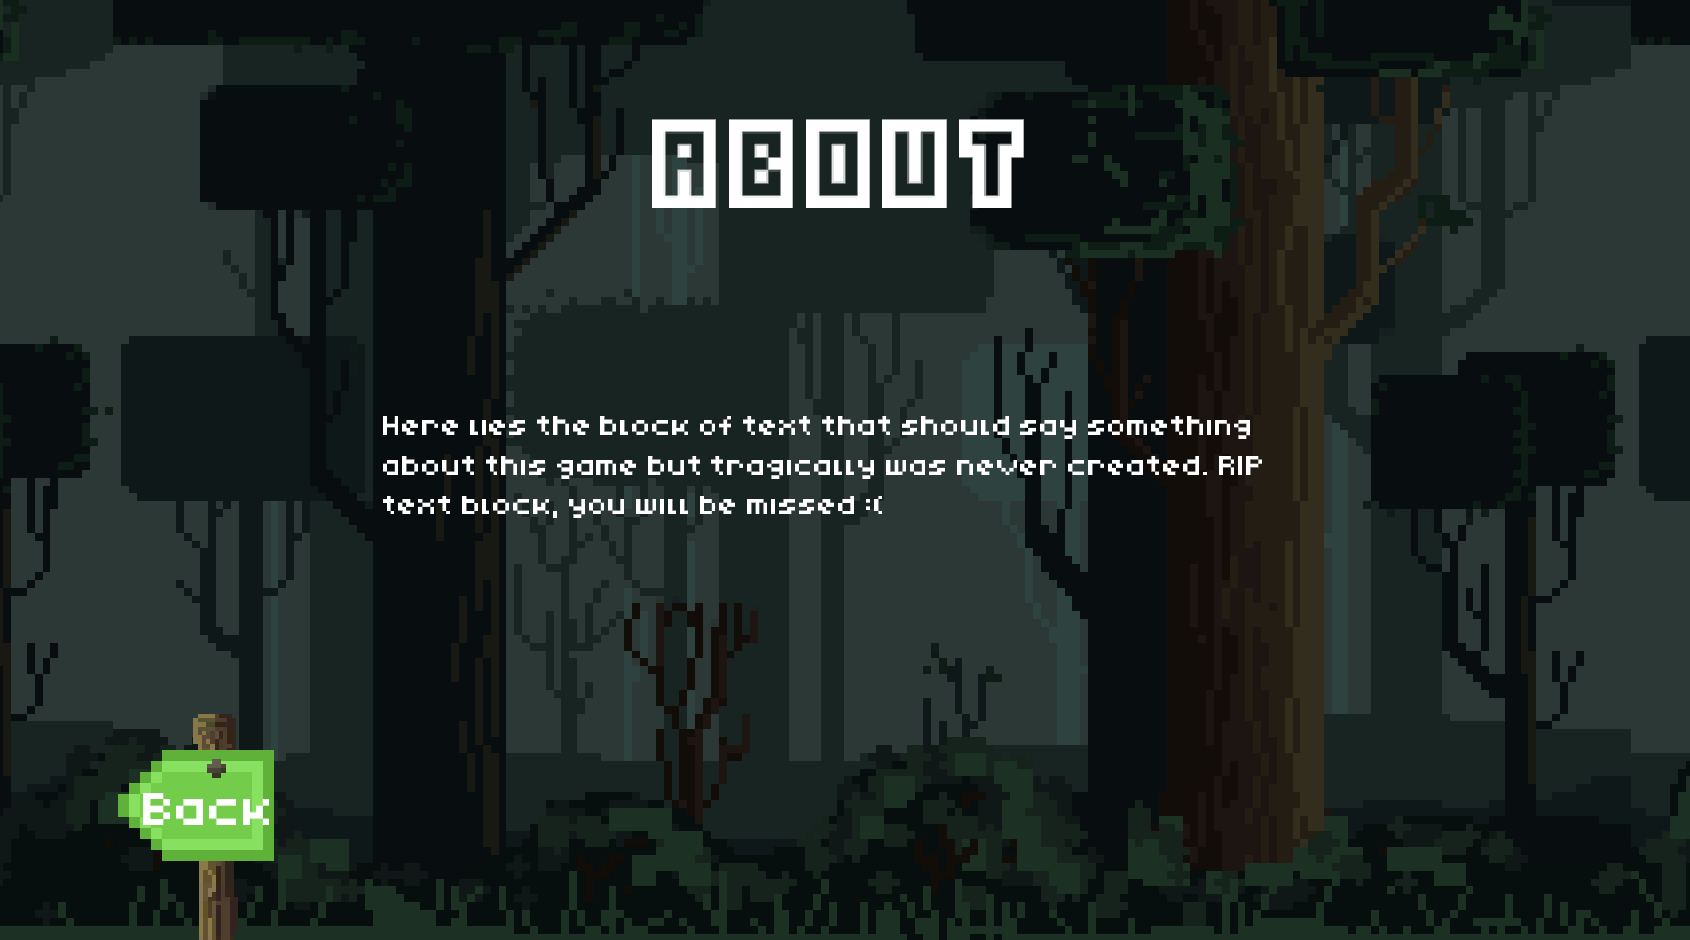 ABOUT
Here lies the block of text that should say something
about this game but tragically was never created. RIP
text block, you will be missed :(
Back